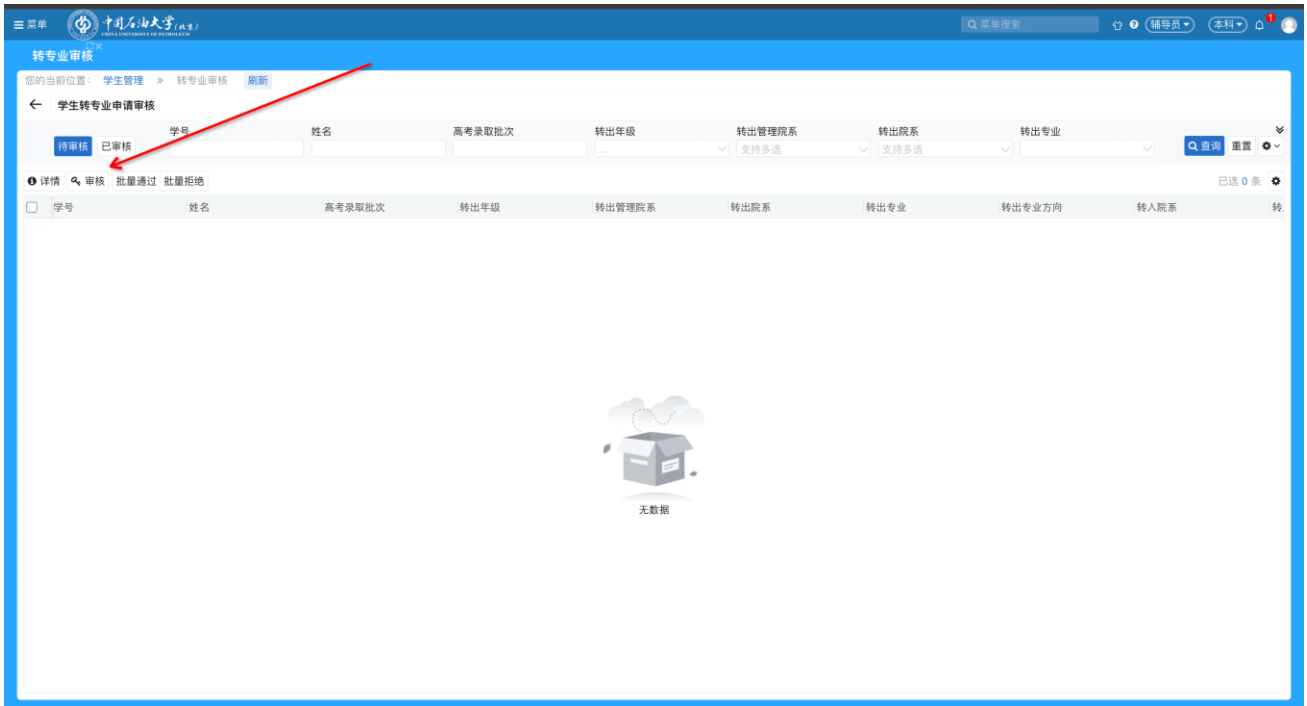 菜单 中国石油大学(北京) 菜单搜索 辅导员 本科 1
CHINA UNIVERSITY OF PETROLEUM
转专业审核
您的当前位置: 学生管理 » 转专业审核 刷新
← 学生转专业申请审核
学号 姓名 高考录取批次 转出年级 转出管理院系 转出院系 转出专业
待审核 已审核 ... 支持多选 支持多选 查询 重置
详情 审核 批量通过 批量拒绝 已选 0 条
学号 姓名 高考录取批次 转出年级 转出管理院系 转出院系 转出专业 转出专业方向 转入院系 转
无数据